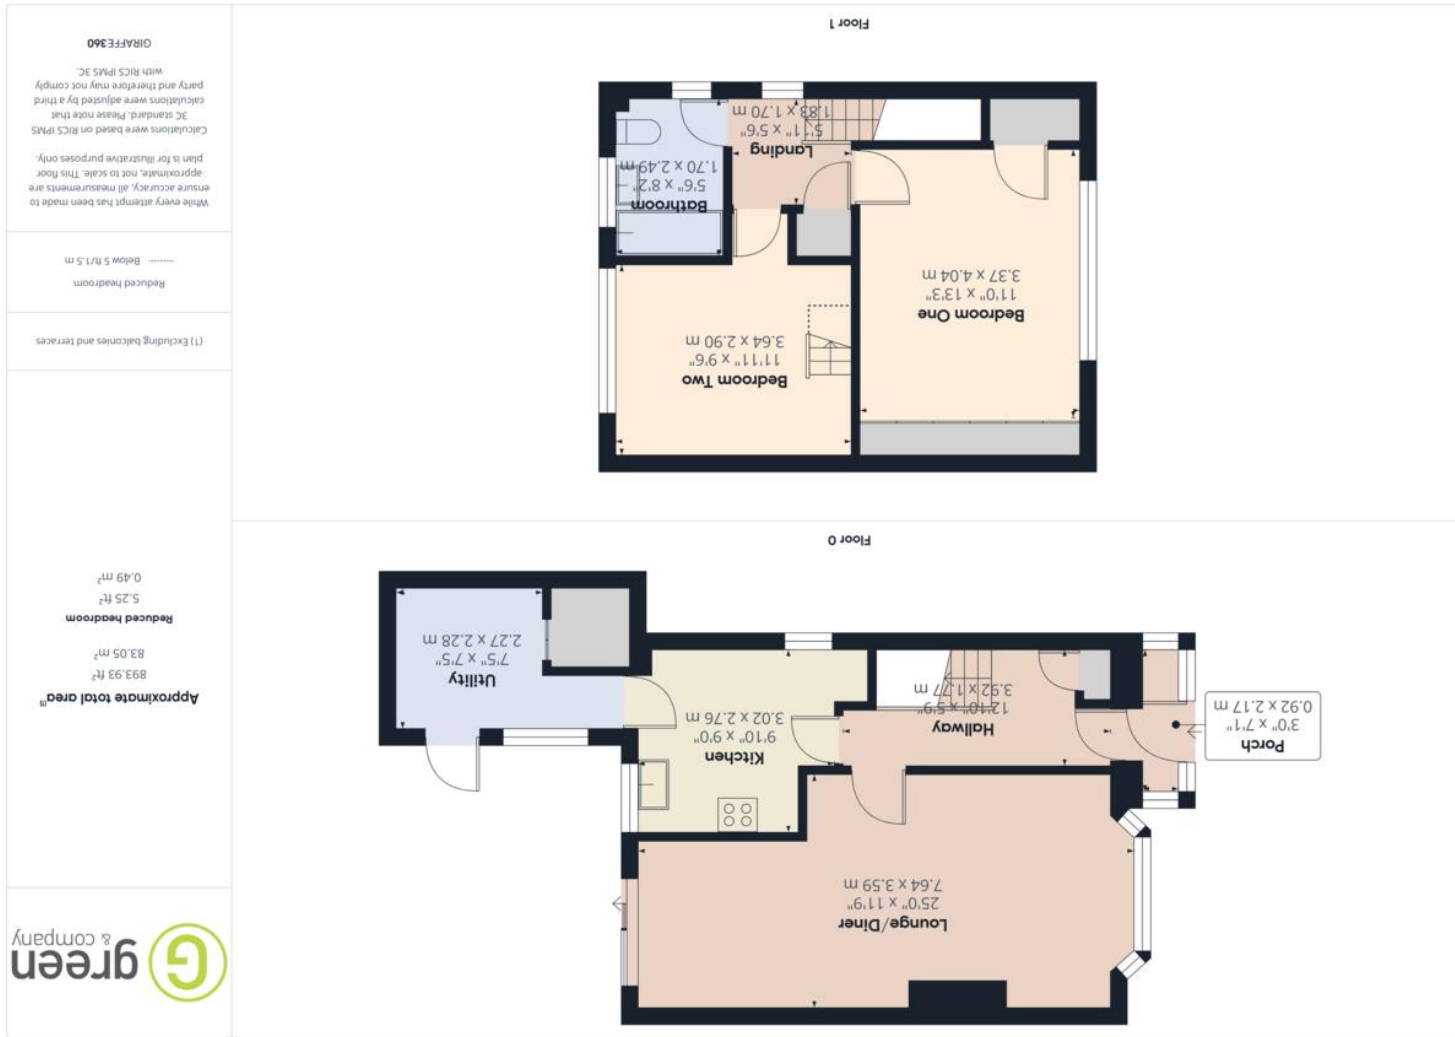 green
& company
Approximate total area⁽¹⁾
893.93 ft²
83.05 m²
Reduced headroom
5.25 ft²
0.49 m²
(1) Excluding balconies and terraces
Reduced headroom
Below 5 ft/1.5 m
While every attempt has been made to
ensure accuracy, all measurements are
approximate, not to scale. This floor
plan is for illustrative purposes only.
Calculations were based on RICS IPMS
3C standard. Please note that
calculations were adjusted by a third
party and therefore may not comply
with RICS IPMS 3C.
GIRAFFE360
Lounge/Diner
25'0" x 11'9"
7.64 x 3.59 m
Porch
3'0" x 7'1"
0.92 x 2.17 m
Hallway
12'10" x 5'9"
3.92 x 1.77 m
Kitchen
9'10" x 9'0"
3.02 x 2.76 m
Utility
7'5" x 7'5"
2.27 x 2.28 m
Floor 0
Bedroom One
11'0" x 13'3"
3.37 x 4.04 m
Bedroom Two
11'11" x 9'6"
3.64 x 2.90 m
Bathroom
5'6" x 8'2"
1.70 x 2.49 m
Landing
5'11" x 5'6"
1.83 x 1.70 m
Floor 1